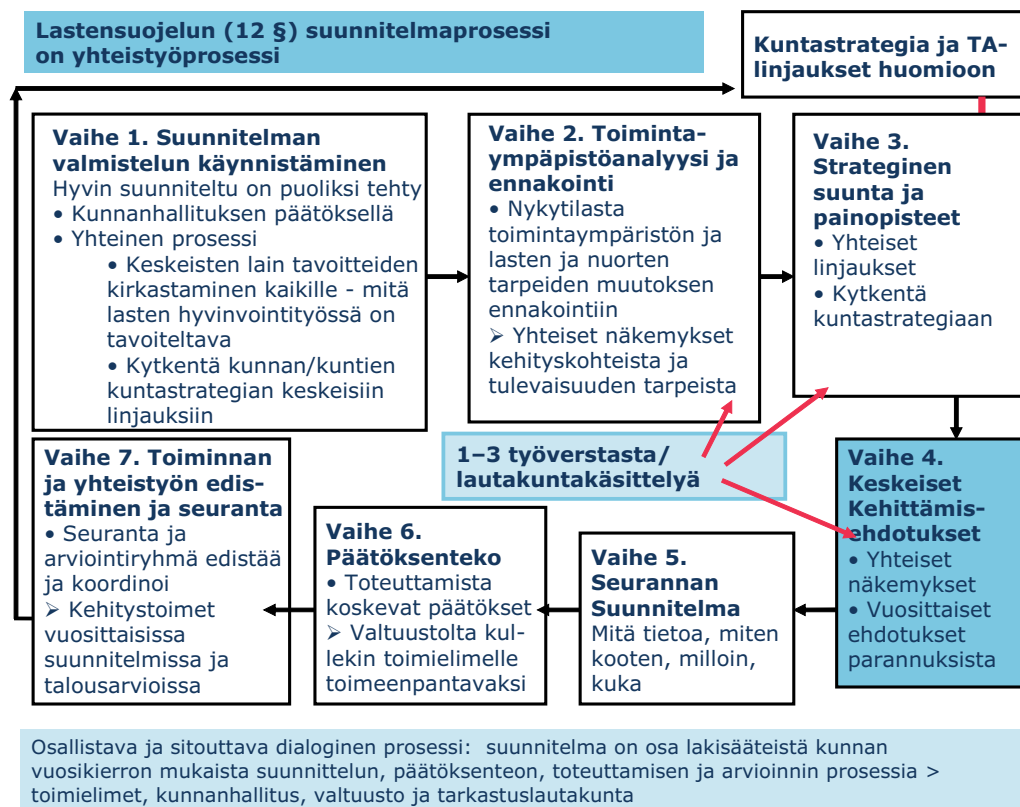 Lastensuojelun (12 §) suunnitelmaprosessi
on yhteistyöprosessi
Kuntastrategia ja TA-
linjaukset huomioon
Vaihe 1. Suunnitelman
valmistelun käynnistäminen
Hyvin suunniteltu on puoliksi tehty
• Kunnanhallituksen päätöksellä
• Yhteinen prosessi
• Keskeisten lain tavoitteiden
kirkastaminen kaikille - mitä
lasten hyvinvointityössä on
tavoiteltava
• Kytkentä kunnan/kuntien
kuntastrategian keskeisiin
linjauksiin
Vaihe 2. Toiminta-
ympäpistöanalyysi ja
ennakointi
• Nykytilasta
toimintaympäristön ja
lasten ja nuorten
tarpeiden muutoksen
ennakointiin
➢ Yhteiset näkemykset
kehityskohteista ja
tulevaisuuden tarpeista
Vaihe 3.
Strateginen
suunta ja
painopisteet
• Yhteiset
linjaukset
• Kytkentä
kuntastrategiaan
1–3 työverstasta/
lautakuntakäsittelyä
Vaihe 4.
Keskeiset
Kehittämis-
ehdotukset
• Yhteiset
näkemykset
• Vuosittaiset
ehdotukset
parannuksista
Vaihe 5.
Seurannan
Suunnitelma
Mitä tietoa, miten
kooten, milloin,
kuka
Vaihe 6.
Päätöksenteko
• Toteuttamista
koskevat päätökset
➢ Valtuustolta kul-
lekin toimielimelle
toimeenpantavaksi
Vaihe 7. Toiminnan
ja yhteistyön edis-
täminen ja seuranta
• Seuranta ja
arviointiryhmä edistää
ja koordinoi
➢ Kehitystoimet
vuosittaisissa
suunnitelmissa ja
talousarvioissa
Osallistava ja sitouttava dialoginen prosessi: suunnitelma on osa lakisääteistä kunnan
vuosikierron mukaista suunnittelun, päätöksenteon, toteuttamisen ja arvioinnin prosessia >
toimielimet, kunnanhallitus, valtuusto ja tarkastuslautakunta